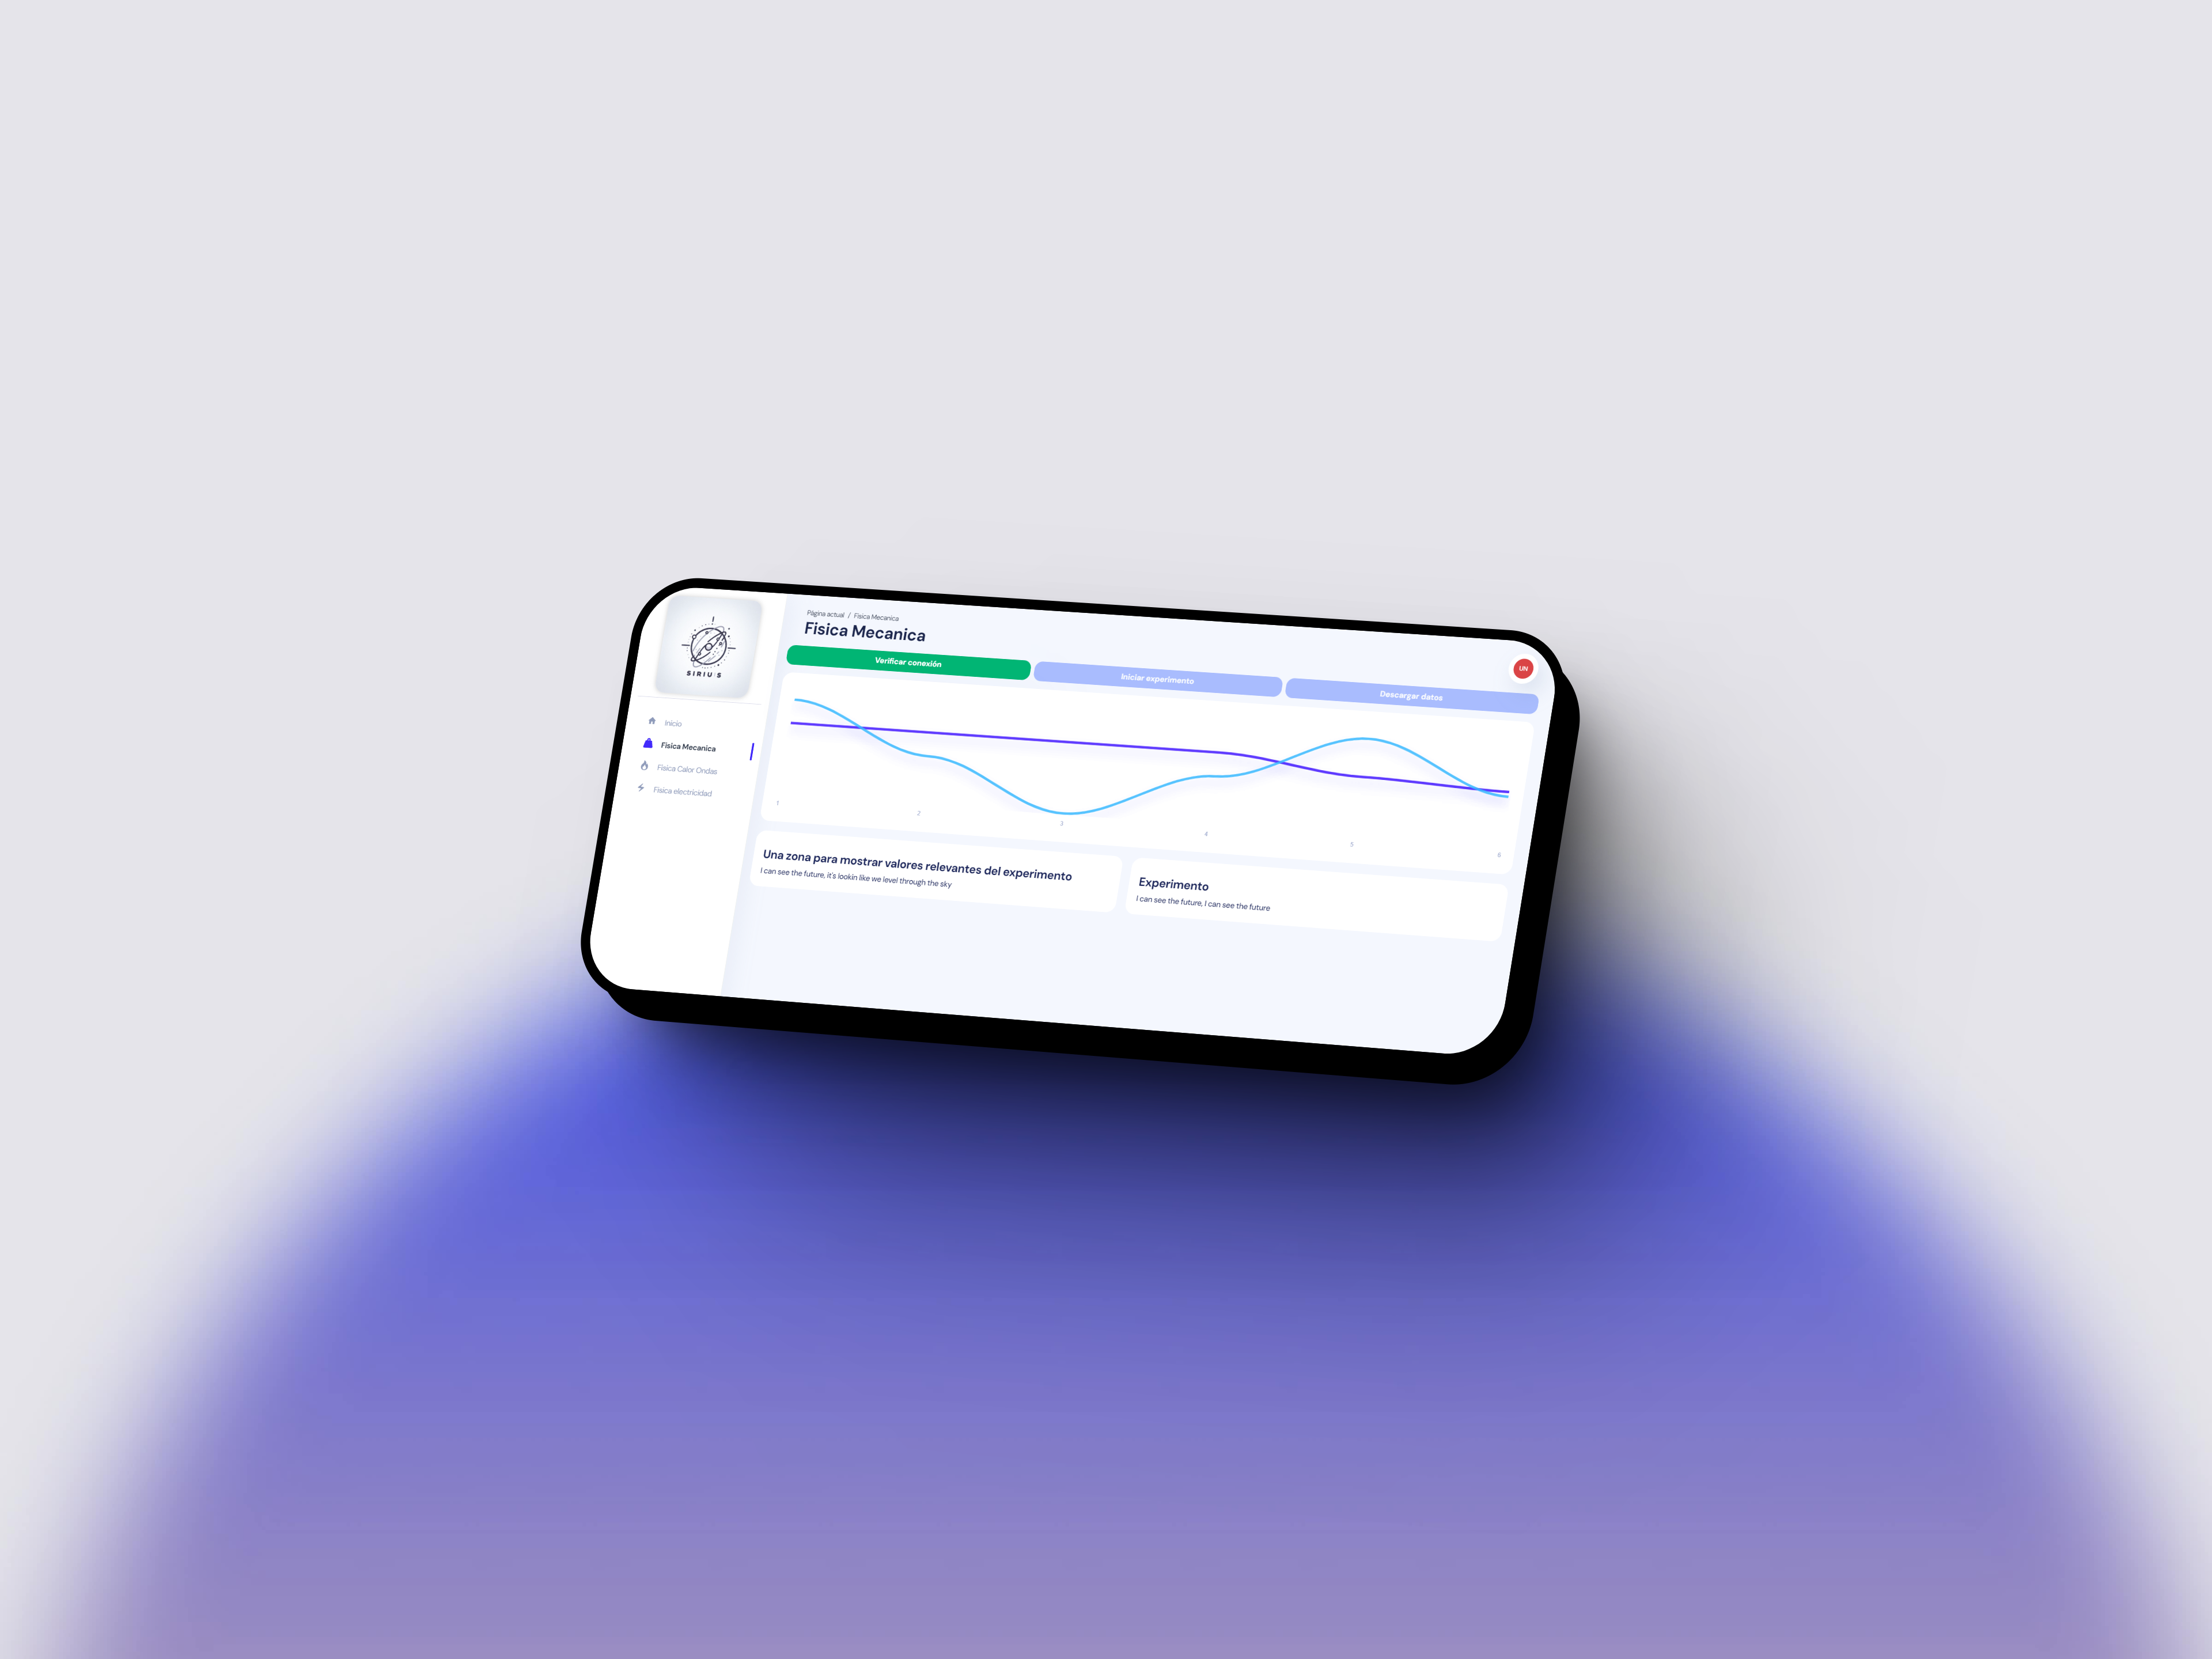 SIRIUS
Inicio
Fisica Mecanica
Fisica Calor Ondas
Fisica electricidad
Página actual / Fisica Mecanica
Fisica Mecanica
UN
Verificar conexión
Iniciar experimento
Descargar datos
1 2 3 4 5 6
Una zona para mostrar valores relevantes del experimento
I can see the future, it's lookin like we level through the sky
Experimento
I can see the future, I can see the future